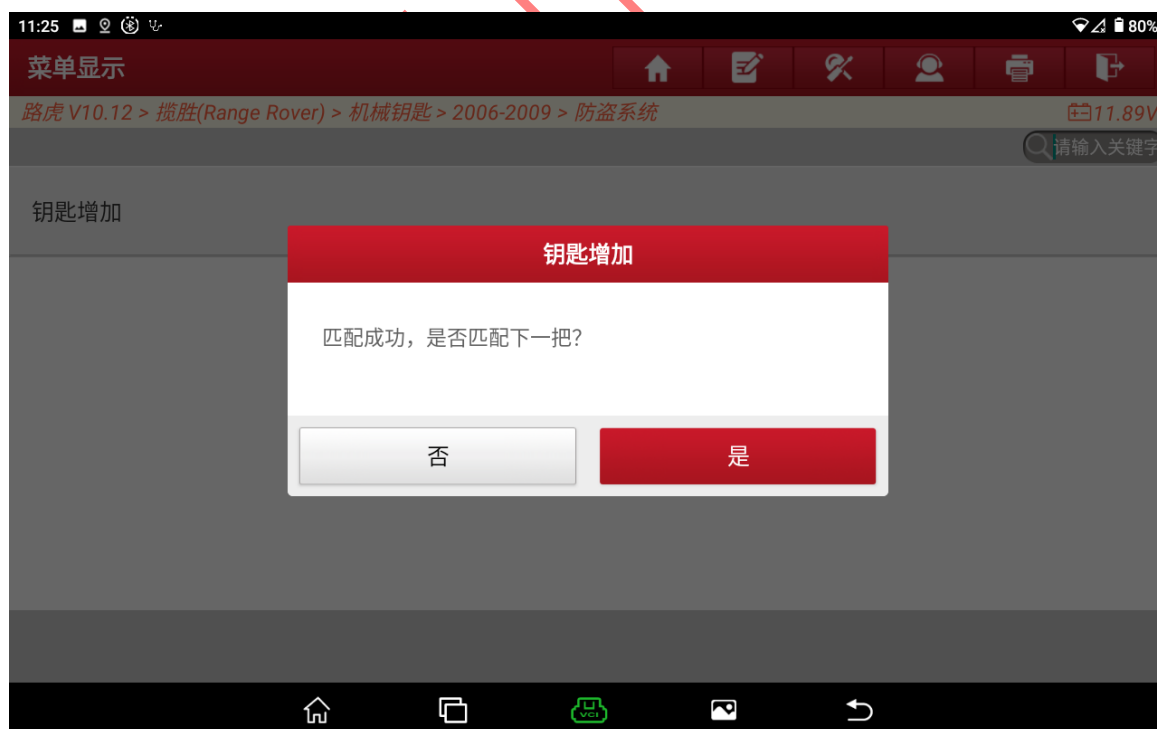 11:25 80%
菜单显示
路虎 V10.12 > 揽胜(Range Rover) > 机械钥匙 > 2006-2009 > 防盗系统 11.89V
请输入关键字
钥匙增加
钥匙增加
匹配成功，是否匹配下一把？
否 是
VCI